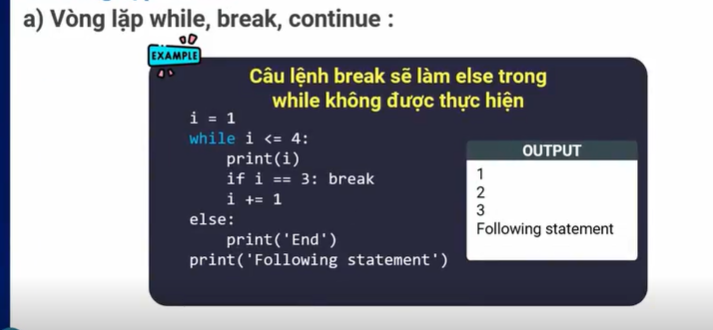 a) Vòng lặp while, break, continue :
EXAMPLE
Câu lệnh break sẽ làm else trong
while không được thực hiện
i = 1
while i <= 4:
    print(i)
    if i == 3: break
    i += 1
else:
    print('End')
print('Following statement')
OUTPUT
1
2
3
Following statement